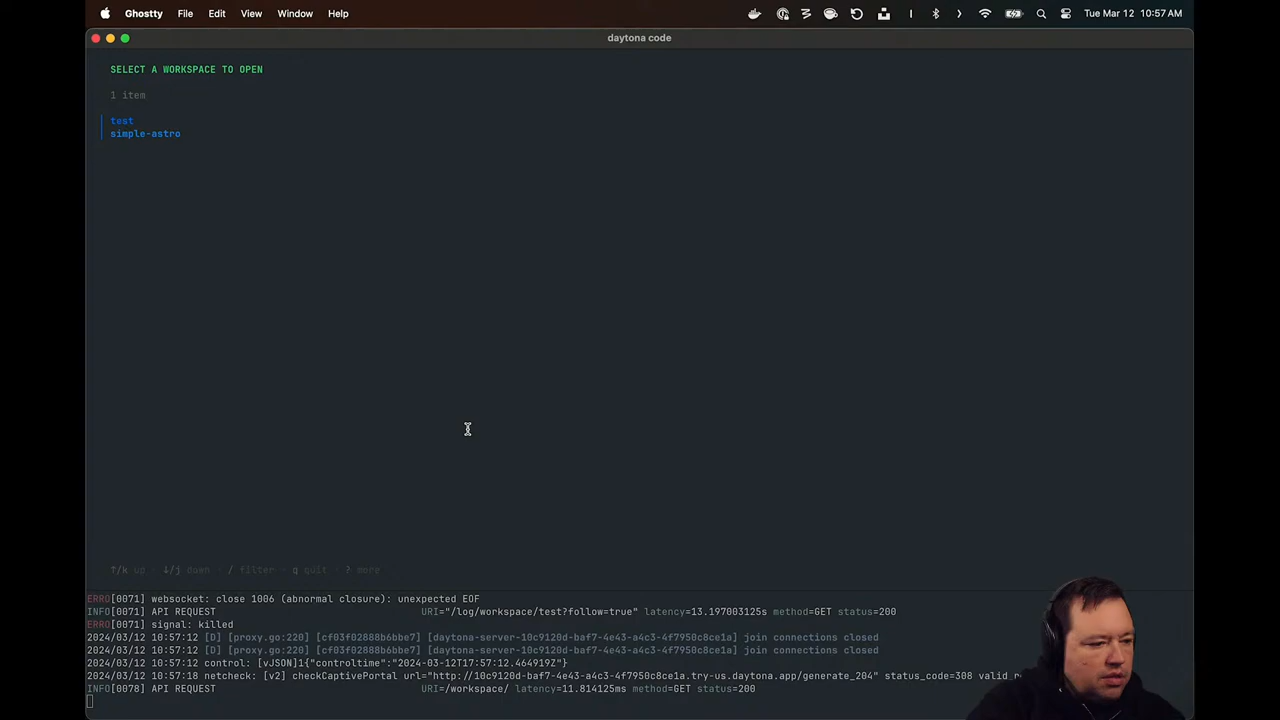 Ghostty File Edit View Window Help Tue Mar 12 10:57 AM
daytona code
SELECT A WORKSPACE TO OPEN
1 item
test
simple-astro
↑/k up · ↓/j down · / filter · q quit · ? more
ERRO[0071] websocket: close 1006 (abnormal closure): unexpected EOF
INFO[0071] API REQUEST URI="/log/workspace/test?follow=true" latency=13.197003125s method=GET status=200
ERRO[0071] signal: killed
2024/03/12 10:57:12 [D] [proxy.go:220] [cf03f02888b6bbe7] [daytona-server-10c9120d-baf7-4e43-a4c3-4f7950c8ce1a] join connections closed
2024/03/12 10:57:12 [D] [proxy.go:220] [cf03f02888b6bbe7] [daytona-server-10c9120d-baf7-4e43-a4c3-4f7950c8ce1a] join connections closed
2024/03/12 10:57:12 control: [vJSON]1{"controltime":"2024-03-12T17:57:12.464919Z"}
2024/03/12 10:57:18 netcheck: [v2] checkCaptivePortal url="http://10c9120d-baf7-4e43-a4c3-4f7950c8ce1a.try-us.daytona.app/generate_204" status_code=308 valid_r
INFO[0078] API REQUEST URI=/workspace/ latency=11.814125ms method=GET status=200